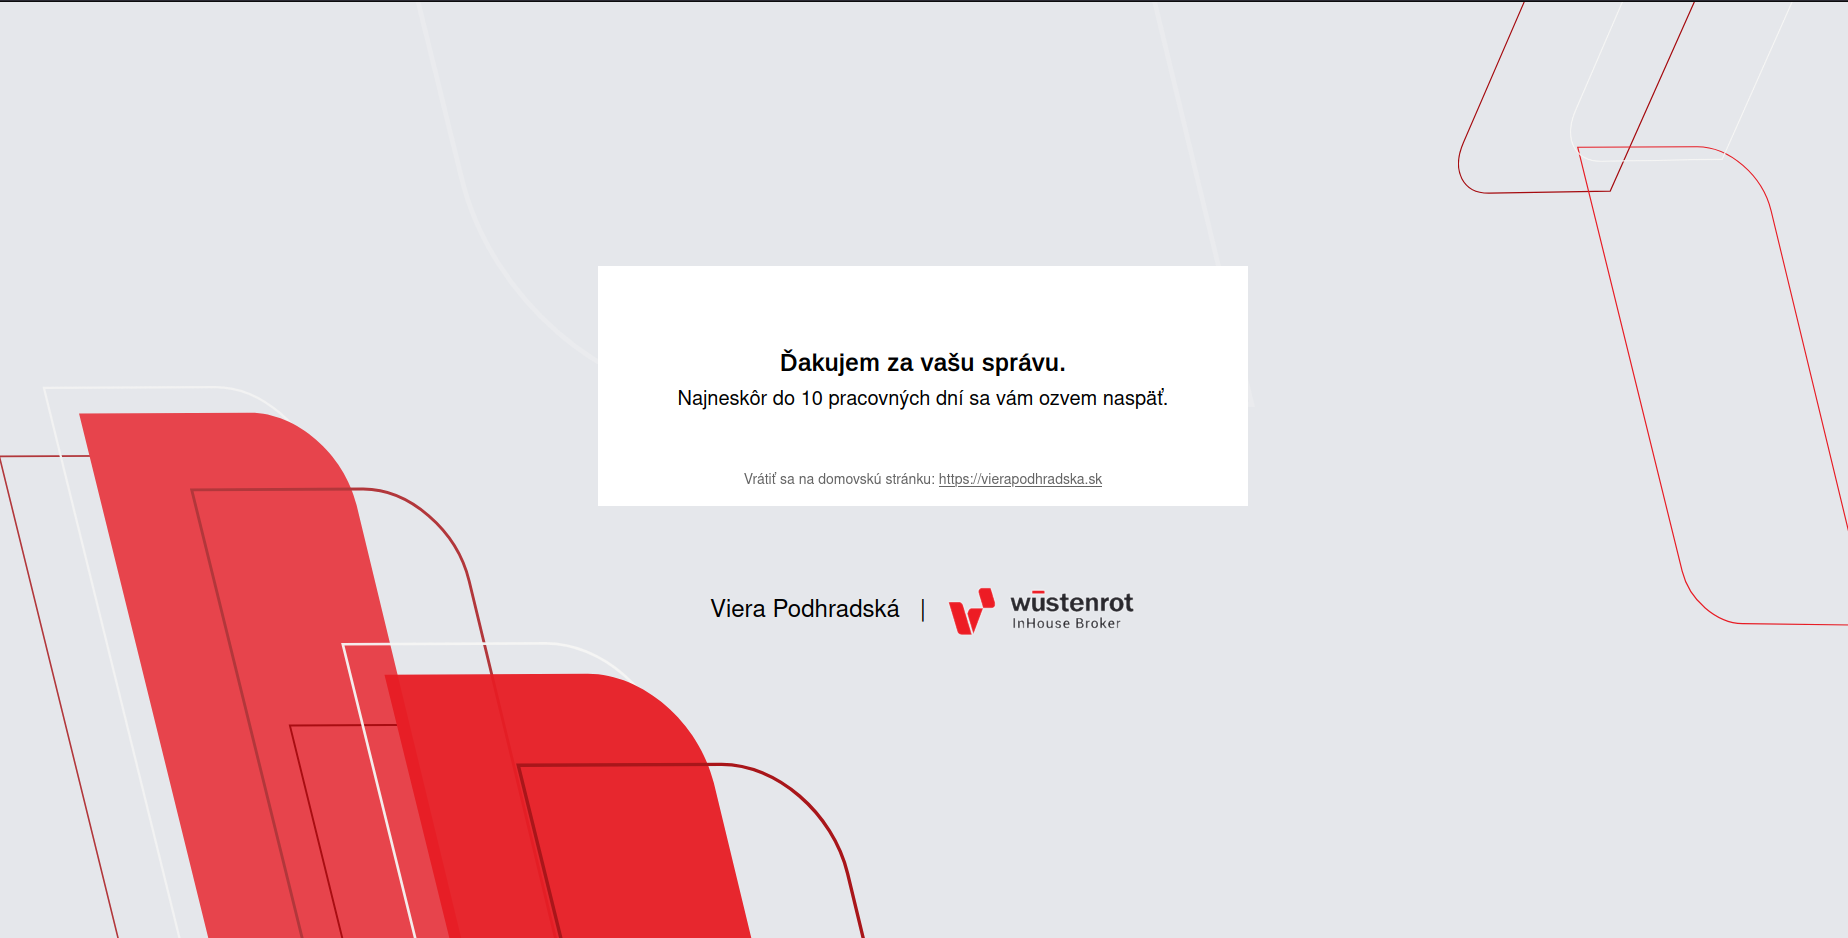 Ďakujem za vašu správu.
Najneskôr do 10 pracovných dní sa vám ozvem naspäť.
Vrátiť sa na domovskú stránku: https://vierapodhradska.sk
Viera Podhradská | wüstenrot
InHouse Broker